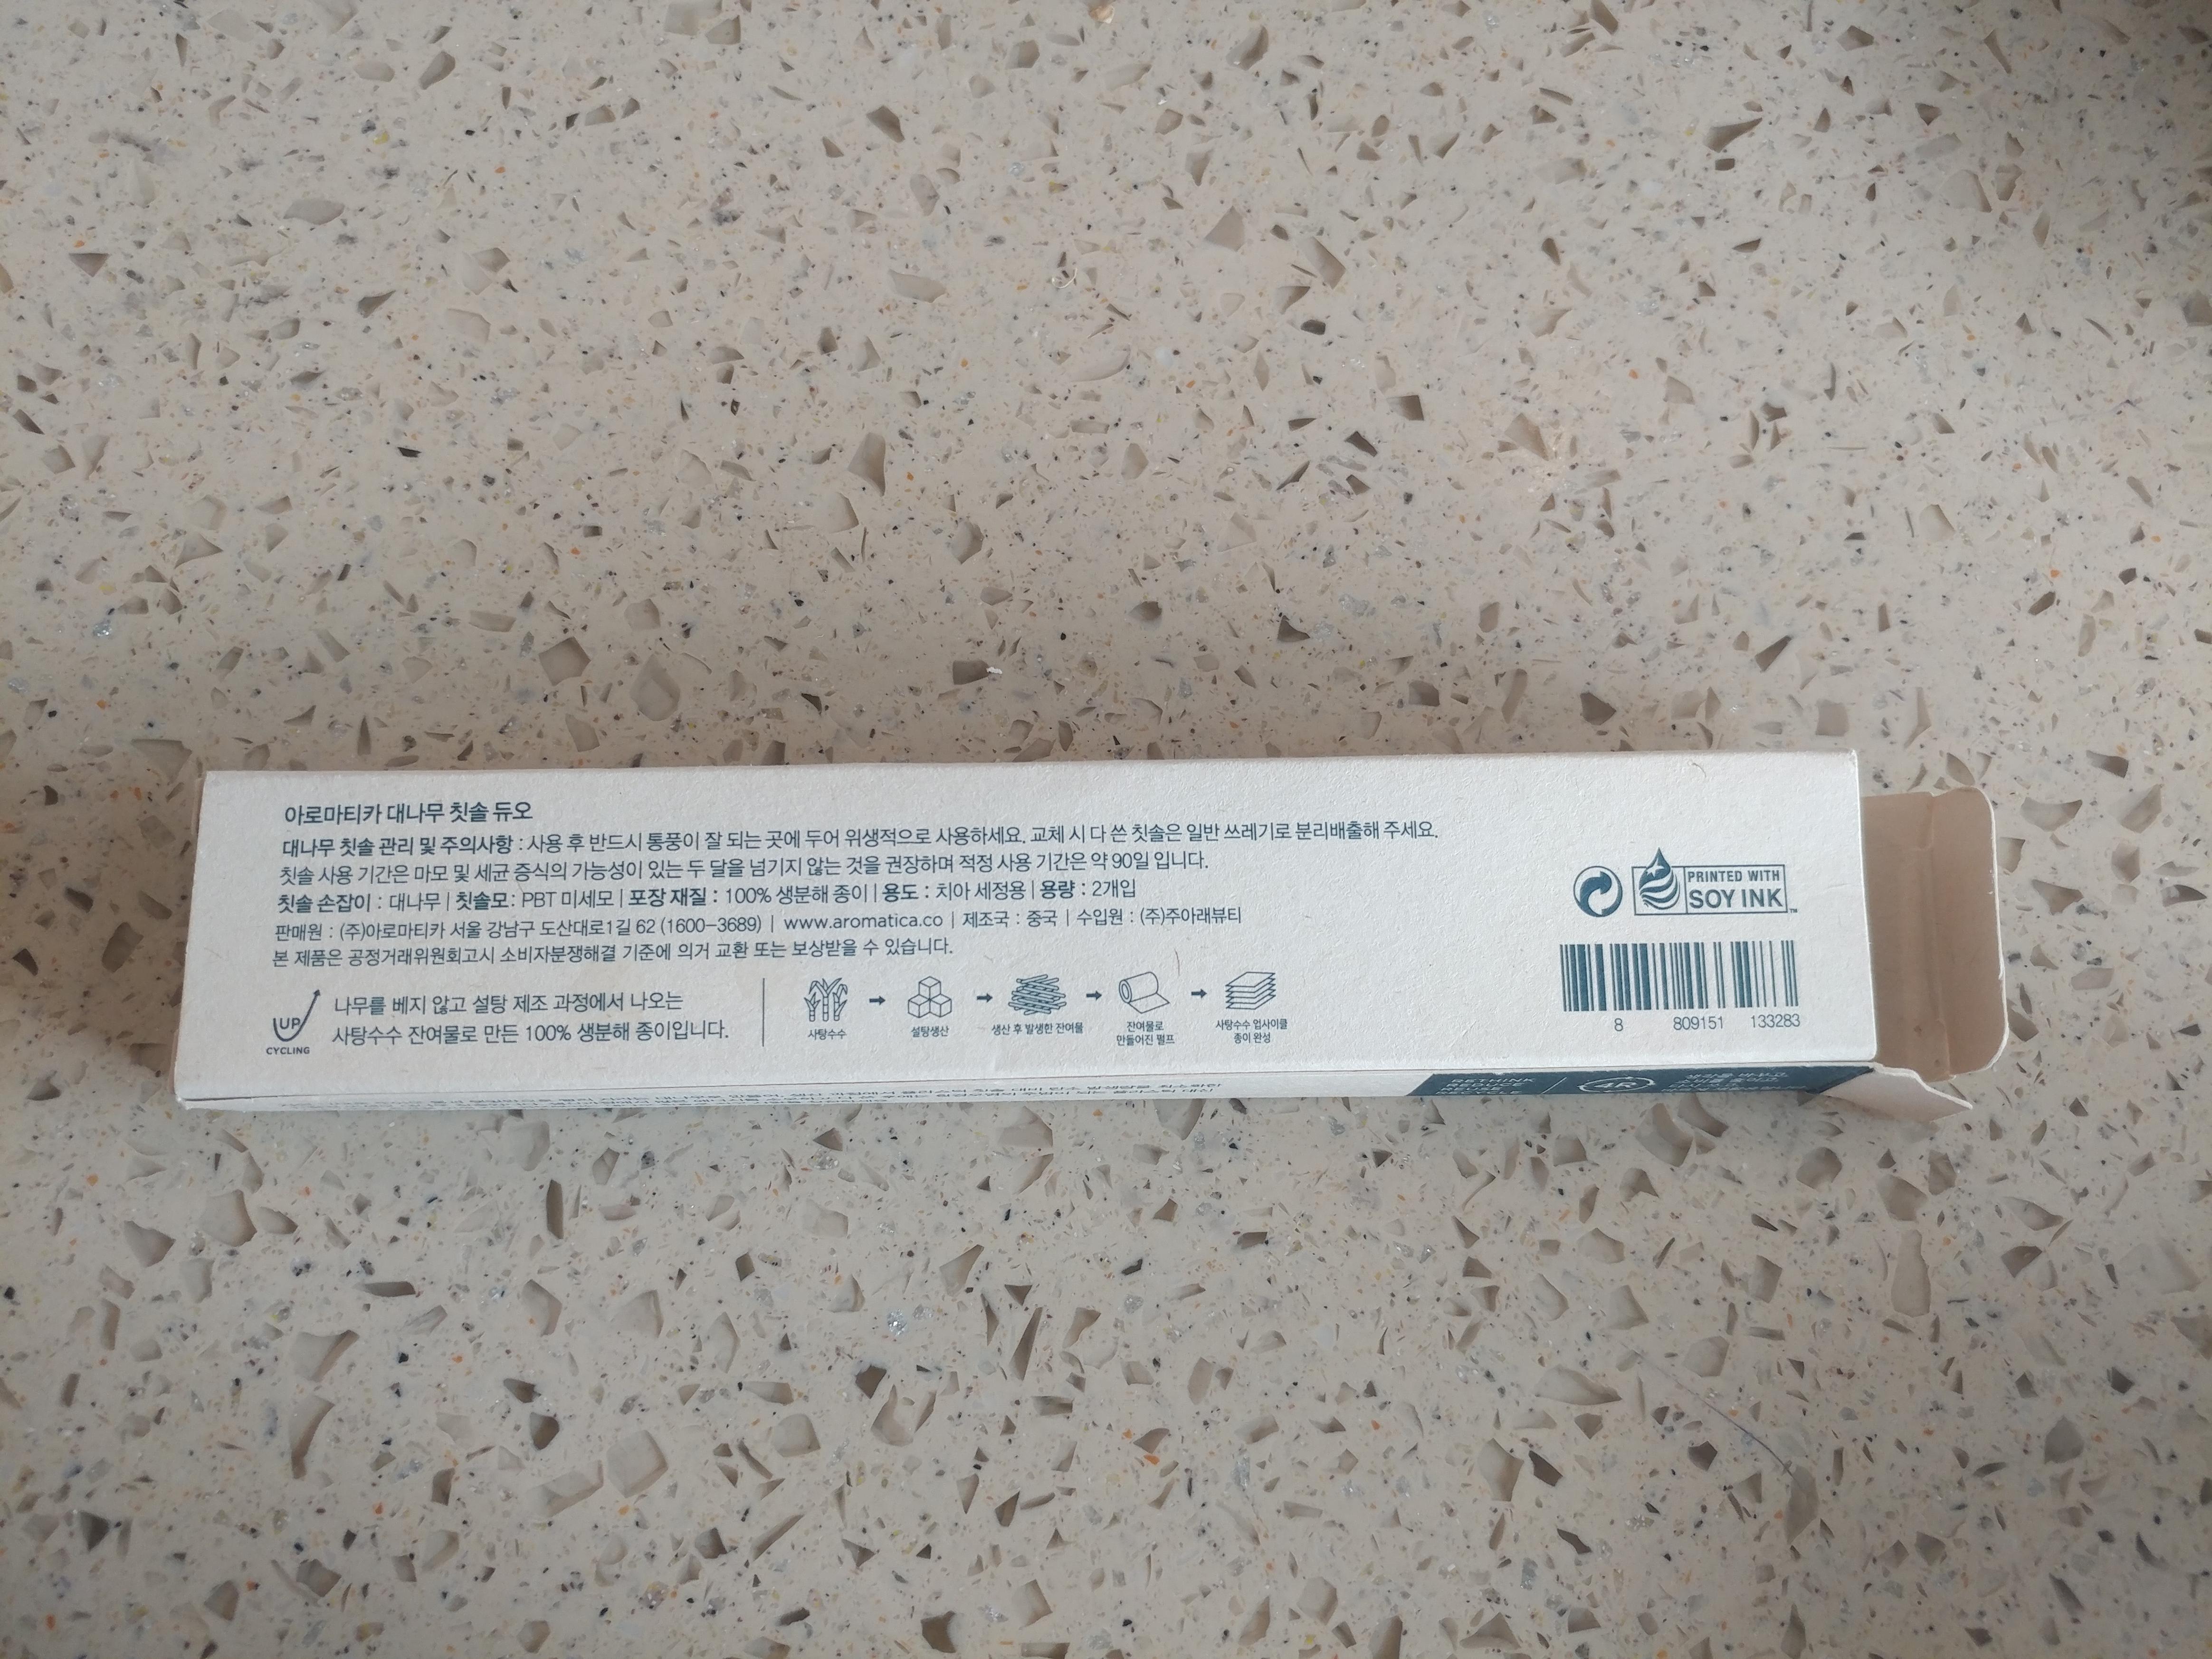 아로마티카 대나무 칫솔 듀오
대나무 칫솔 관리 및 주의사항 : 사용 후 반드시 통풍이 잘 되는 곳에 두어 위생적으로 사용하세요. 교체 시 다 쓴 칫솔은 일반 쓰레기로 분리배출해 주세요.
칫솔 사용 기간은 마모 및 세균 증식의 가능성이 있는 두 달을 넘기지 않는 것을 권장하며 적정 사용 기간은 약 90일 입니다.
칫솔 손잡이 : 대나무 | 칫솔모 : PBT 미세모 | 포장 재질 : 100% 생분해 종이 | 용도 : 치아 세정용 | 용량 : 2개입
판매원 : (주)아로마티카 서울 강남구 도산대로1길 62 (1600-3689) | www.aromatica.co | 제조국 : 중국 | 수입원 : (주)주아래뷰티
본 제품은 공정거래위원회고시 소비자분쟁해결 기준에 의거 교환 또는 보상받을 수 있습니다.
UP
CYCLING
나무를 베지 않고 설탕 제조 과정에서 나오는
사탕수수 잔여물로 만든 100% 생분해 종이입니다.
사탕수수
설탕생산
생산 후 발생한 잔여물
잔여물로
만들어진 펄프
사탕수수 업사이클
종이 완성
PRINTED WITH
SOY INK
TM
8 809151 133283
RETHINK
REUSE
RECYCLE
4R
생각을 바꾸고,